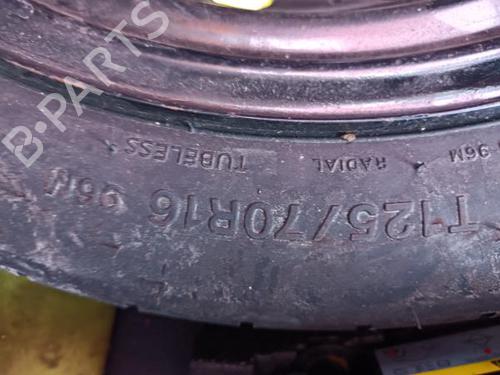 96M
RADIAL
TUBELESS
T125/70R16 96M
B-PARTS